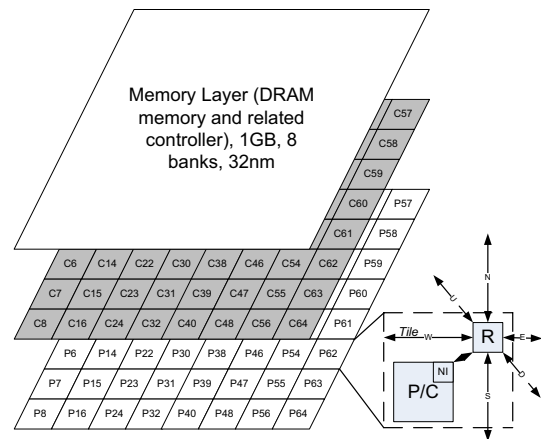 Memory Layer (DRAM
memory and related
controller), 1GB, 8
banks, 32nm
C57
C58
C59
C60
C61
C6 C14 C22 C30 C38 C46 C54 C62
C7 C15 C23 C31 C39 C47 C55 C63
C8 C16 C24 C32 C40 C48 C56 C64
P57
P58
P59
P60
P61
P6 P14 P22 P30 P38 P46 P54 P62
P7 P15 P23 P31 P39 P47 P55 P63
P8 P16 P24 P32 P40 P48 P56 P64
N
U
Tile W R E
D
NI
P/C
S